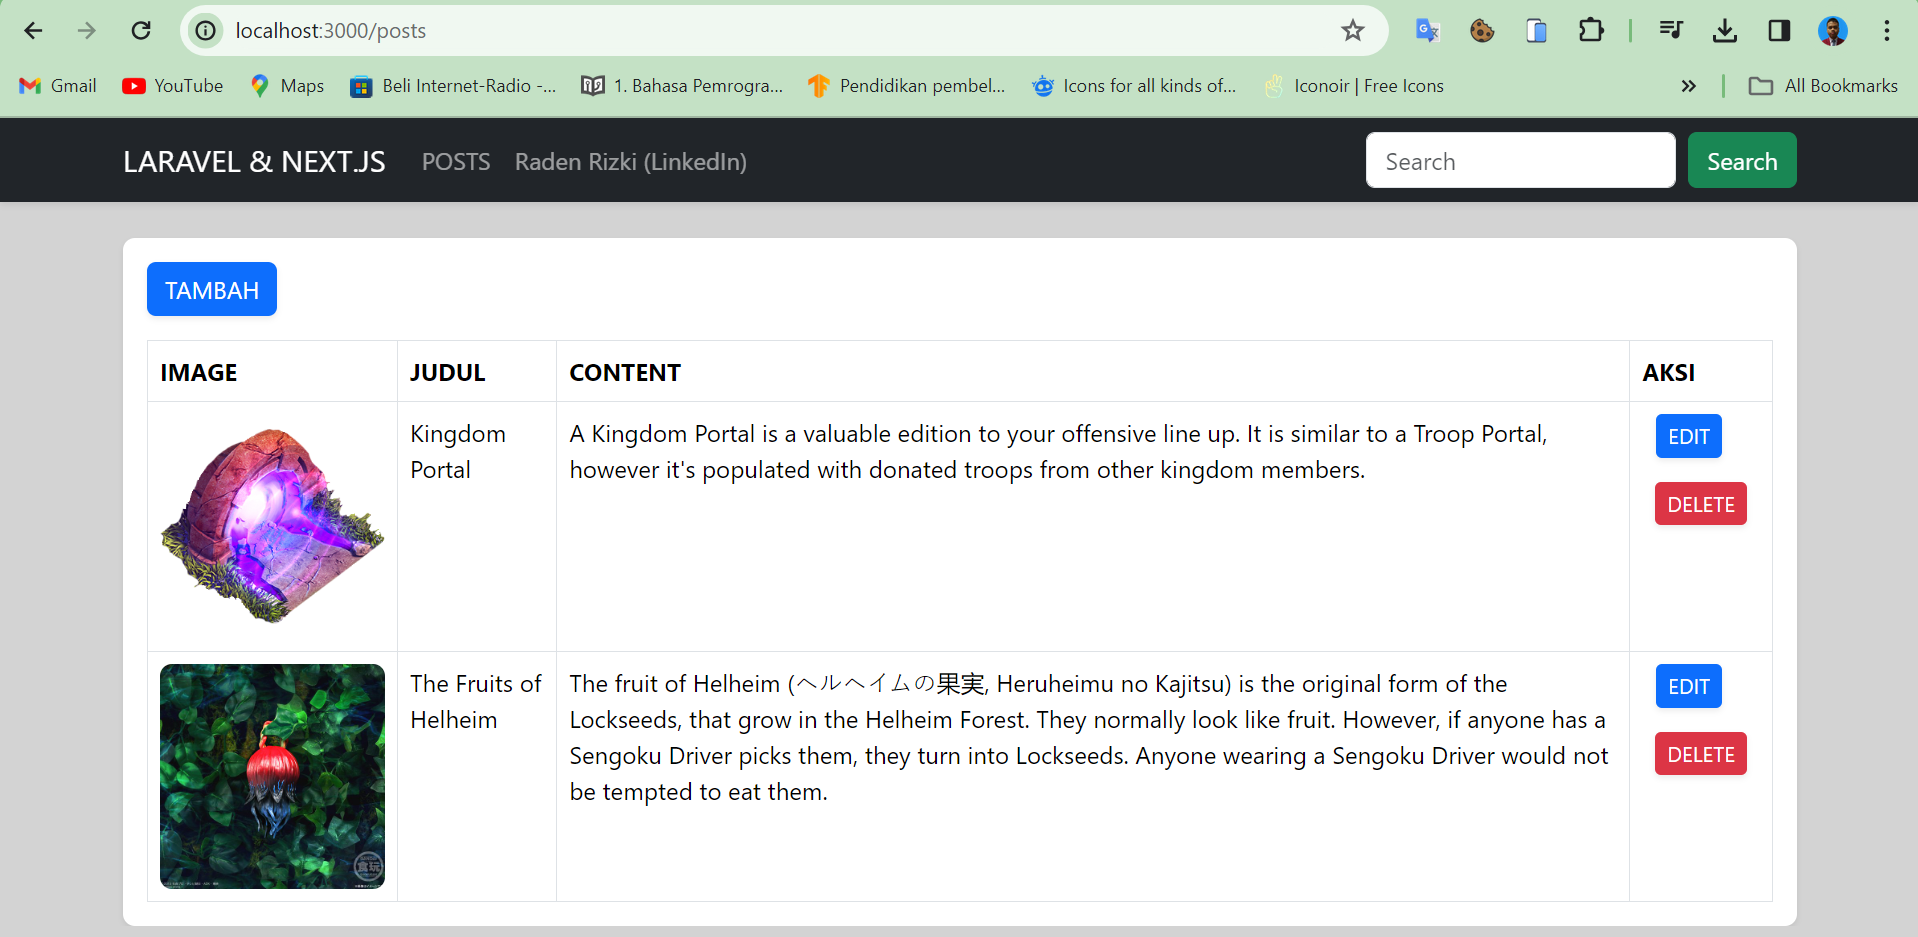 localhost:3000/posts
Gmail YouTube Maps Beli Internet-Radio -... 1. Bahasa Pemrogra... Pendidikan pembel... Icons for all kinds of... Iconoir | Free Icons » All Bookmarks
LARAVEL & NEXT.JS POSTS Raden Rizki (LinkedIn) Search Search
TAMBAH
IMAGE JUDUL CONTENT AKSI
Kingdom Portal
A Kingdom Portal is a valuable edition to your offensive line up. It is similar to a Troop Portal,
however it's populated with donated troops from other kingdom members.
EDIT
DELETE
The Fruits of
Helheim
The fruit of Helheim (ヘルヘイムの果実, Heruheimu no Kajitsu) is the original form of the
Lockseeds, that grow in the Helheim Forest. They normally look like fruit. However, if anyone has a
Sengoku Driver picks them, they turn into Lockseeds. Anyone wearing a Sengoku Driver would not
be tempted to eat them.
EDIT
DELETE
食玩